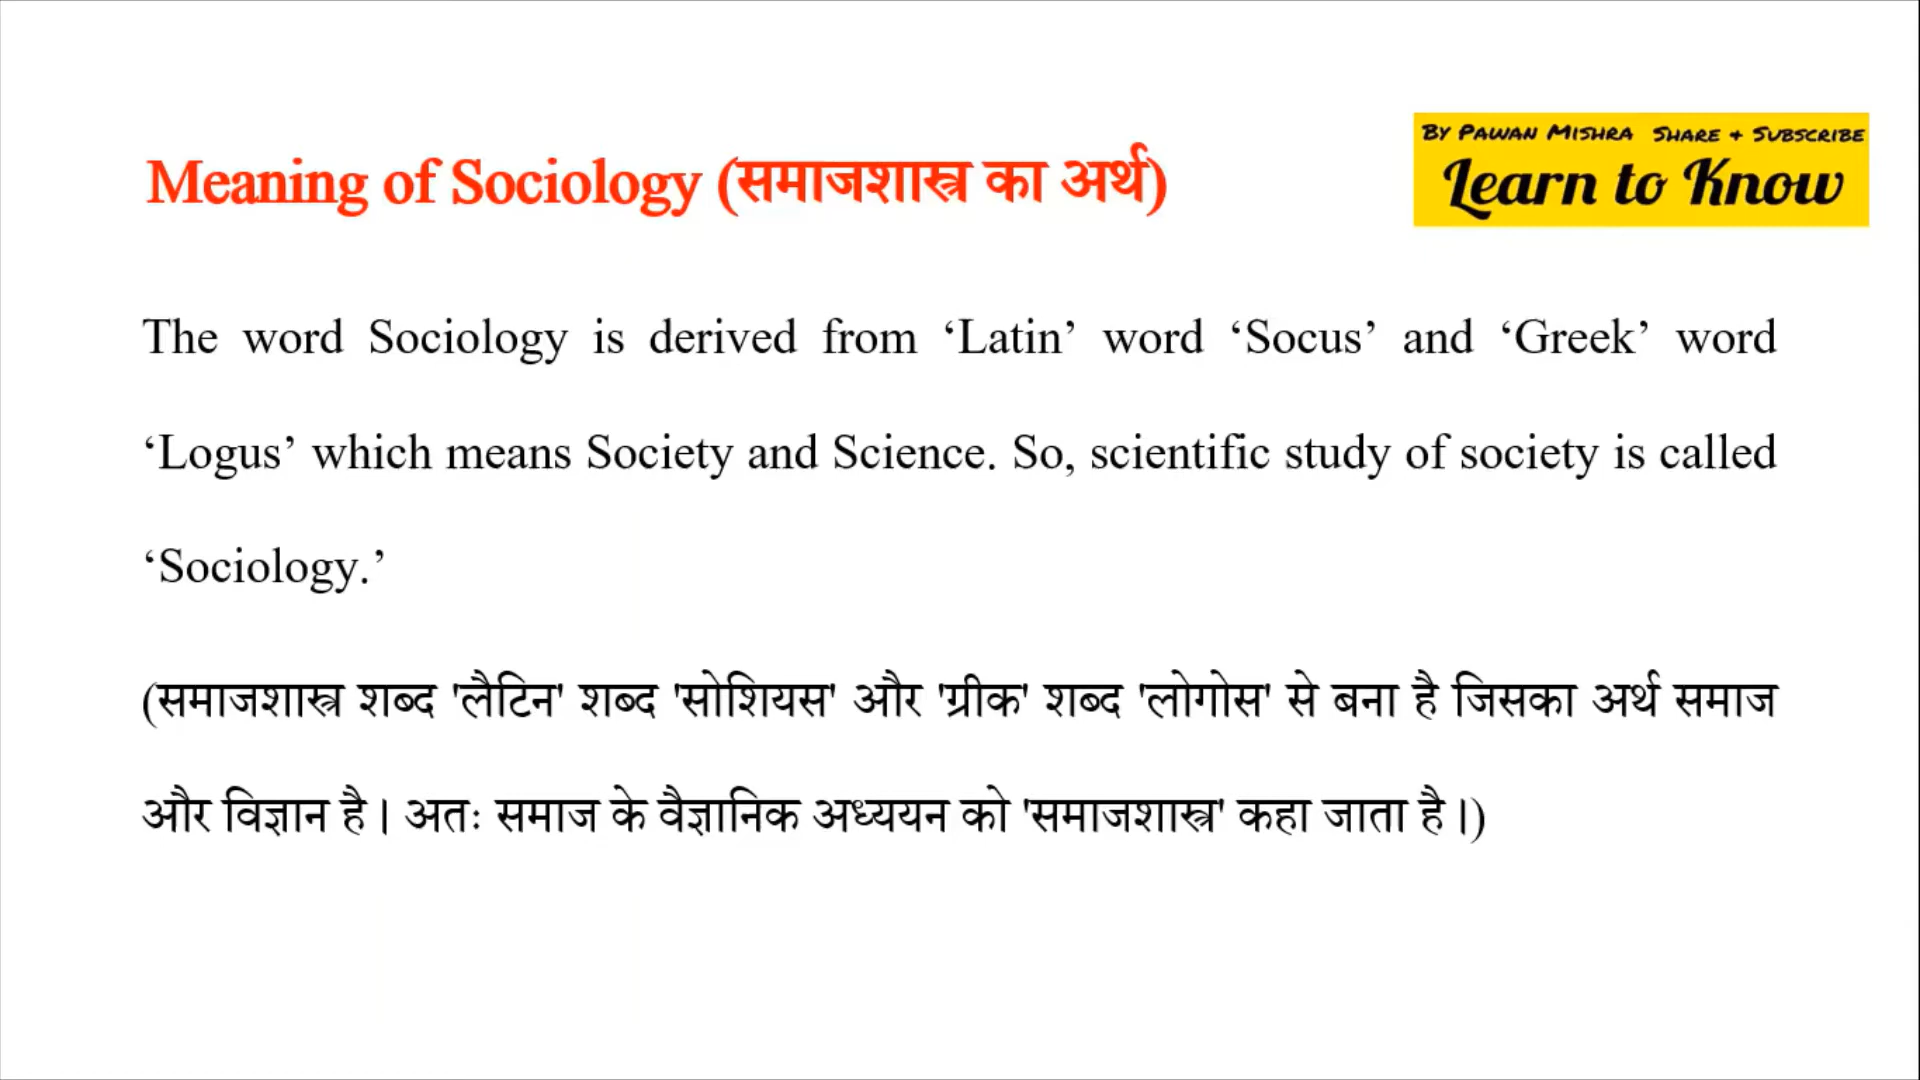 By Pawan Mishra Share + Subscribe
Learn to Know
Meaning of Sociology (समाजशास्त्र का अर्थ)
The word Sociology is derived from ‘Latin’ word ‘Socus’ and ‘Greek’ word
‘Logus’ which means Society and Science. So, scientific study of society is called
‘Sociology.’
(समाजशास्त्र शब्द 'लैटिन' शब्द 'सोशियस' और 'ग्रीक' शब्द 'लोगोस' से बना है जिसका अर्थ समाज
और विज्ञान है। अतः समाज के वैज्ञानिक अध्ययन को 'समाजशास्त्र' कहा जाता है।)